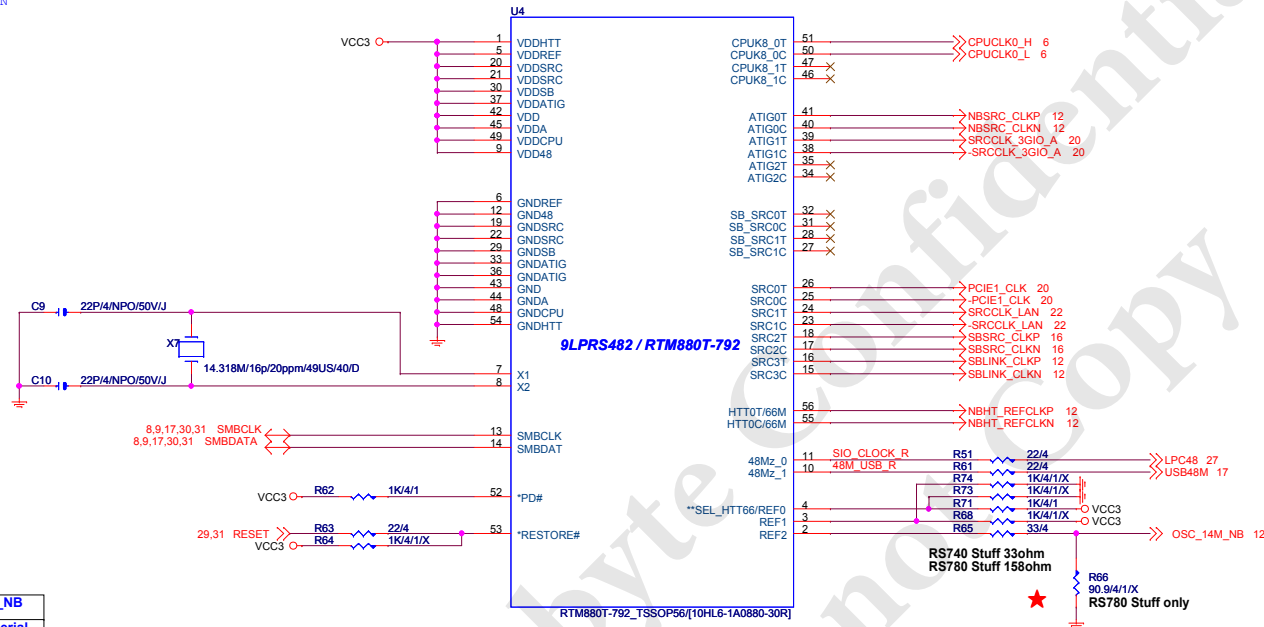 N
U4
VCC3
1 VDDHTT
5 VDDREF
20 VDDSRC
21 VDDSRC
30 VDDSB
37 VDDATIG
42 VDD
45 VDDA
49 VDDCPU
9 VDD48
6 GNDREF
12 GND48
19 GNDSRC
22 GNDSRC
29 GNDSB
33 GNDATIG
36 GNDATIG
43 GND
44 GNDA
48 GNDCPU
54 GNDHTT
C9 22P/4/NPO/50V/J
X7
14.318M/16p/20ppm/49US/40/D
C10 22P/4/NPO/50V/J
7 X1
8 X2
8,9,17,30,31 SMBCLK 13 SMBCLK
8,9,17,30,31 SMBDATA 14 SMBDAT
VCC3 R62 1K/4/1 52 *PD#
29,31 RESET R63 22/4 53 *RESTORE#
VCC3 R64 1K/4/1/X
9LPRS482 / RTM880T-792
CPUK8_0T 51 CPUCLK0_H 6
CPUK8_0C 50 CPUCLK0_L 6
CPUK8_1T 47
CPUK8_1C 46
ATIG0T 41 NBSRC_CLKP 12
ATIG0C 40 NBSRC_CLKN 12
ATIG1T 39 SRCCLK_3GIO_A 20
ATIG1C 38 -SRCCLK_3GIO_A 20
ATIG2T 35
ATIG2C 34
SB_SRC0T 32
SB_SRC0C 31
SB_SRC1T 28
SB_SRC1C 27
SRC0T 26 PCIE1_CLK 20
SRC0C 25 -PCIE1_CLK 20
SRC1T 24 SRCCLK_LAN 22
SRC1C 23 -SRCCLK_LAN 22
SRC2T 18 SBSRC_CLKP 16
SRC2C 17 SBSRC_CLKN 16
SRC3T 16 SBLINK_CLKP 12
SRC3C 15 SBLINK_CLKN 12
HTT0T/66M 56 NBHT_REFCLKP 12
HTT0C/66M 55 NBHT_REFCLKN 12
48Mz_0 11 SIO_CLOCK_R R51 22/4 LPC48 27
48Mz_1 10 48M_USB_R R61 22/4 USB48M 17
R74 1K/4/1/X
R73 1K/4/1/X
**SEL_HTT66/REF0 4 R71 1K/4/1 VCC3
REF1 3 R68 1K/4/1/X VCC3
REF2 2 R65 33/4 OSC_14M_NB 12
RS740 Stuff 33ohm
RS780 Stuff 158ohm
R66
90.9/4/1/X
RS780 Stuff only
RTM880T-792_TSSOP56/[10HL6-1A0880-30R]
_NB
byte Confidenti
not Copy